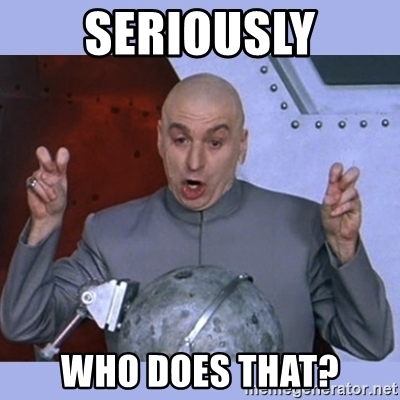 SERIOUSLY
WHO DOES THAT?
memegenerator.net